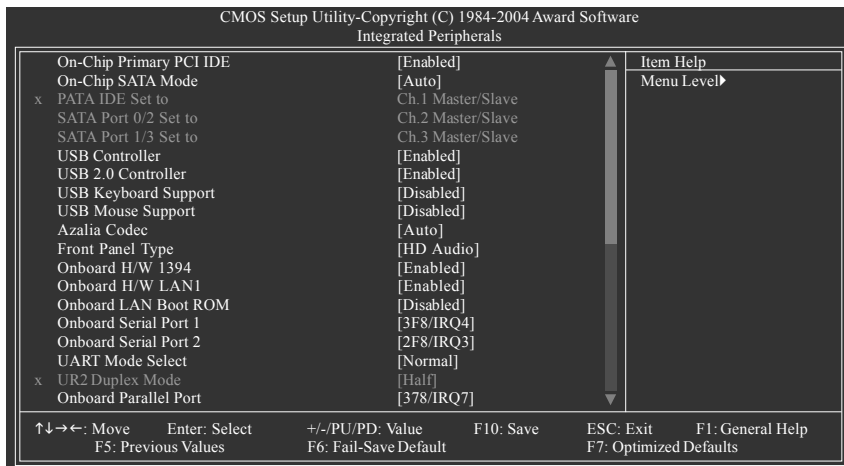 CMOS Setup Utility-Copyright (C) 1984-2004 Award Software
Integrated Peripherals
On-Chip Primary PCI IDE [Enabled]
On-Chip SATA Mode [Auto]
x PATA IDE Set to Ch.1 Master/Slave
SATA Port 0/2 Set to Ch.2 Master/Slave
SATA Port 1/3 Set to Ch.3 Master/Slave
USB Controller [Enabled]
USB 2.0 Controller [Enabled]
USB Keyboard Support [Disabled]
USB Mouse Support [Disabled]
Azalia Codec [Auto]
Front Panel Type [HD Audio]
Onboard H/W 1394 [Enabled]
Onboard H/W LAN1 [Enabled]
Onboard LAN Boot ROM [Disabled]
Onboard Serial Port 1 [3F8/IRQ4]
Onboard Serial Port 2 [2F8/IRQ3]
UART Mode Select [Normal]
x UR2 Duplex Mode [Half]
Onboard Parallel Port [378/IRQ7]
Item Help
Menu Level▶
↑↓→←: Move Enter: Select +/-/PU/PD: Value F10: Save ESC: Exit F1: General Help
F5: Previous Values F6: Fail-Save Default F7: Optimized Defaults